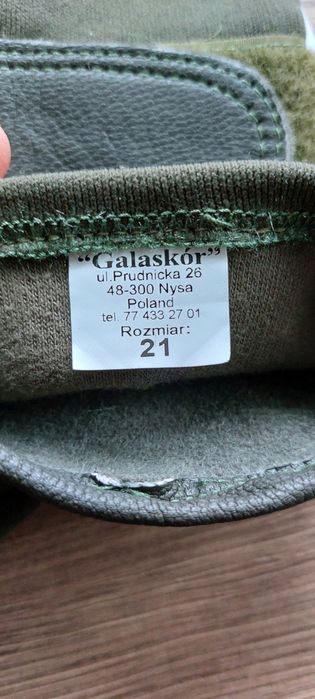 “Galaskór”
ul.Prudnicka 26
48-300 Nysa
Poland
tel. 77 433 27 01
Rozmiar:
21